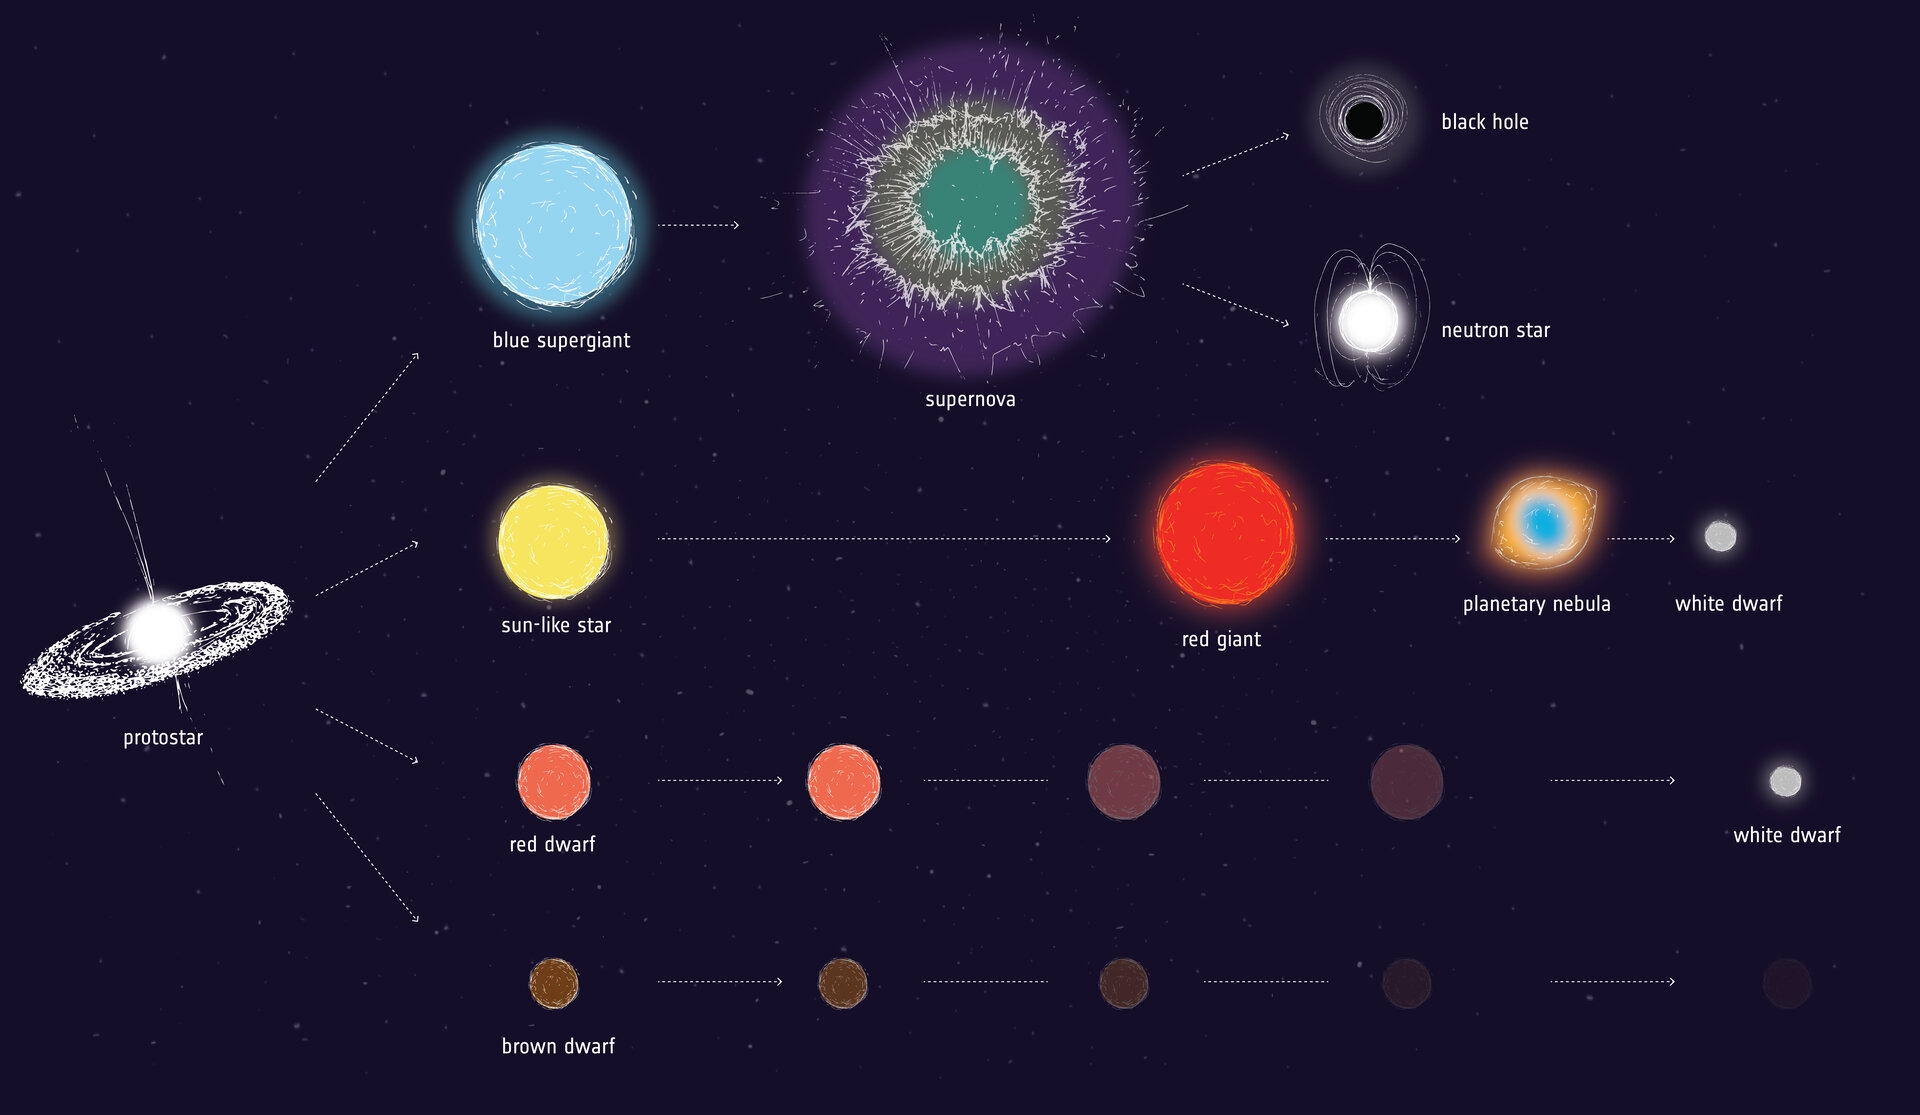 black hole
neutron star
blue supergiant
supernova
sun-like star
red giant
planetary nebula
white dwarf
protostar
red dwarf
white dwarf
brown dwarf